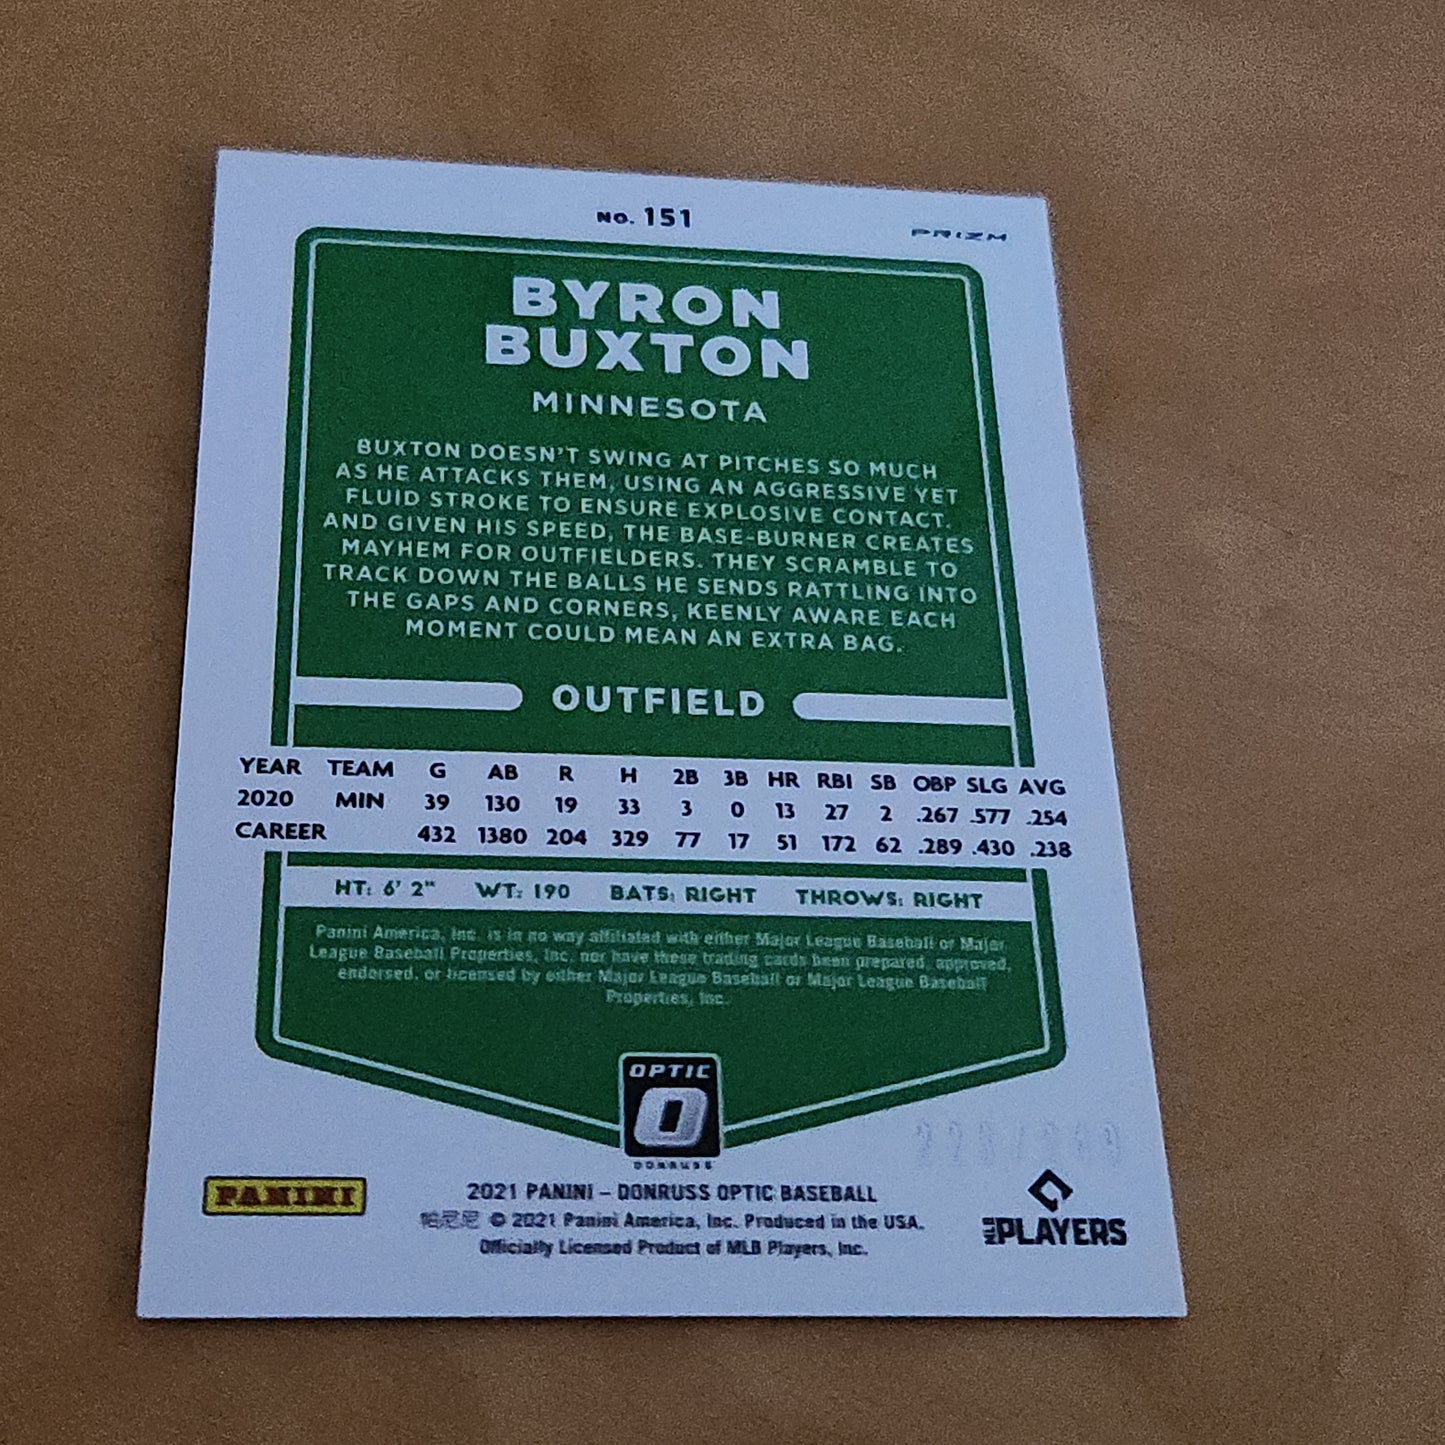 NO. 151
PRIZM
BYRON
BUXTON
MINNESOTA
BUXTON DOESN'T SWING AT PITCHES SO MUCH
AS HE ATTACKS THEM, USING AN AGGRESSIVE YET
FLUID STROKE TO ENSURE EXPLOSIVE CONTACT.
AND GIVEN HIS SPEED, THE BASE-BURNER CREATES
MAYHEM FOR OUTFIELDERS. THEY SCRAMBLE TO
TRACK DOWN THE BALLS HE SENDS RATTLING INTO
THE GAPS AND CORNERS, KEENLY AWARE EACH
MOMENT COULD MEAN AN EXTRA BAG.
OUTFIELD
YEAR TEAM G AB R H 2B 3B HR RBI SB OBP SLG AVG
2020 MIN 39 130 19 33 3 0 13 27 2 .267 .577 .254
CAREER 432 1380 204 329 77 17 51 172 62 .289 .430 .238
HT: 6' 2" WT: 190 BATS: RIGHT THROWS: RIGHT
Panini America, Inc. is in no way affiliated with either Major League Baseball or Major
League Baseball Properties, Inc. nor have these trading cards been prepared, approved,
endorsed, or licensed by either Major League Baseball or Major League Baseball
Properties, Inc.
OPTIC
O
DONRUSS
PANINI
2021 PANINI – DONRUSS OPTIC BASEBALL
帕尼尼 © 2021 Panini America, Inc. Produced in the USA.
Officially Licensed Product of MLB Players, Inc.
MLB PLAYERS